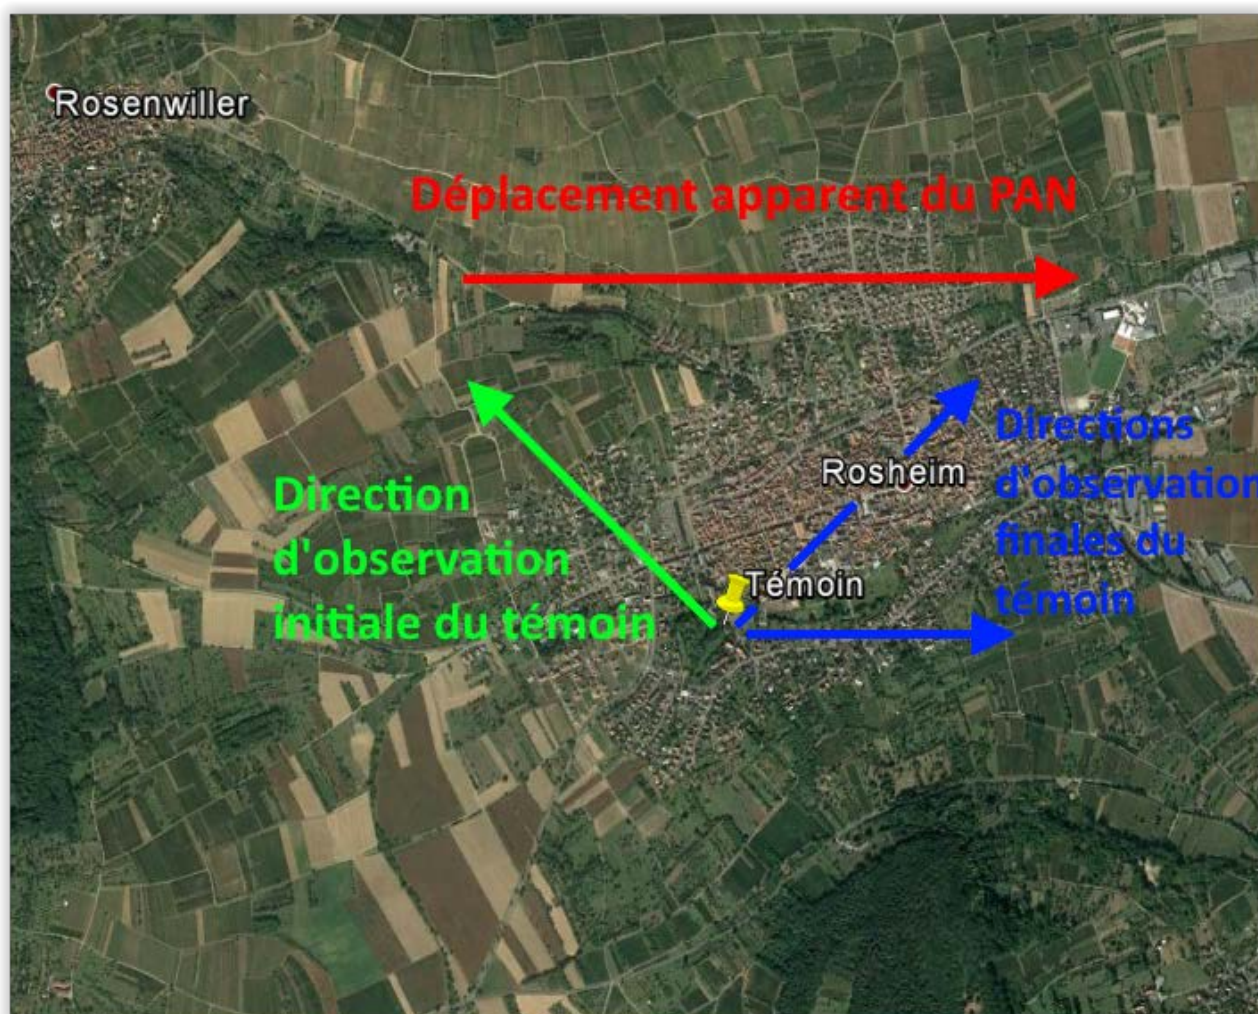 Rosenwiller
Déplacement apparent du PAN
Directions
d'observation
finales du
témoin
Rosheim
Direction
d'observation
initiale du témoin
Témoin